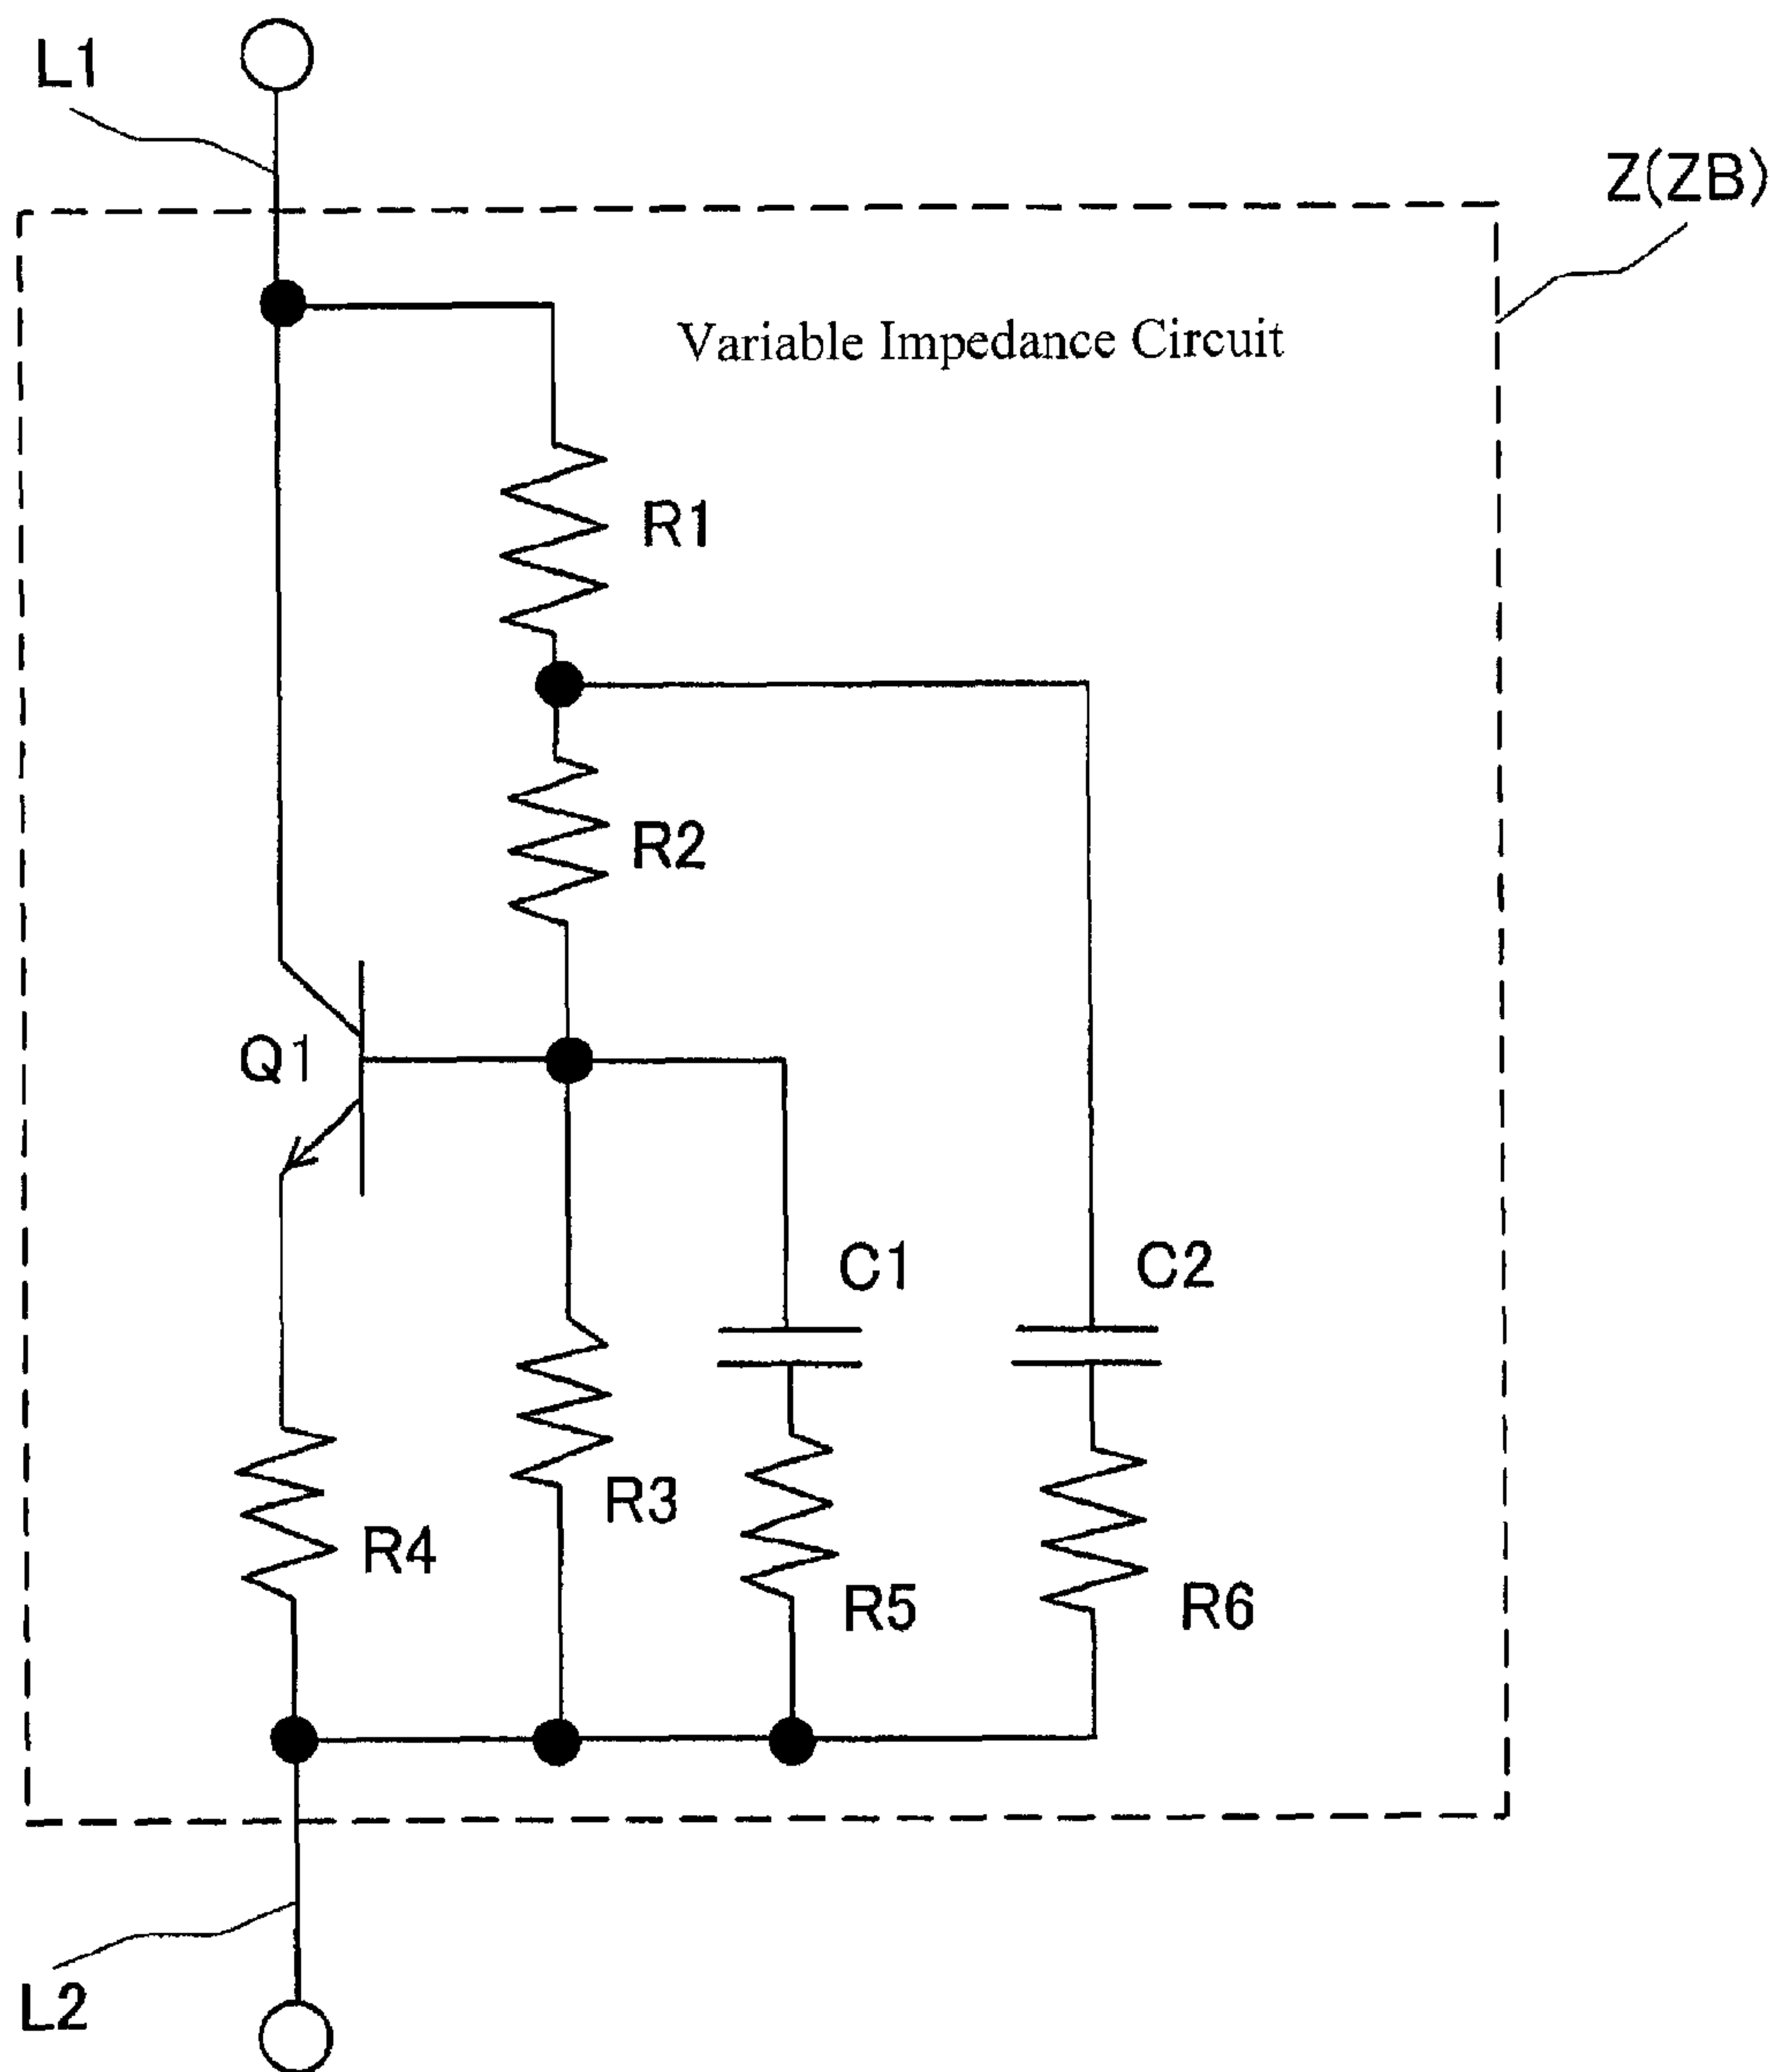 L1
Z(ZB)
Variable Impedance Circuit
R1
R2
Q1
C1
C2
R3
R4
R5
R6
L2